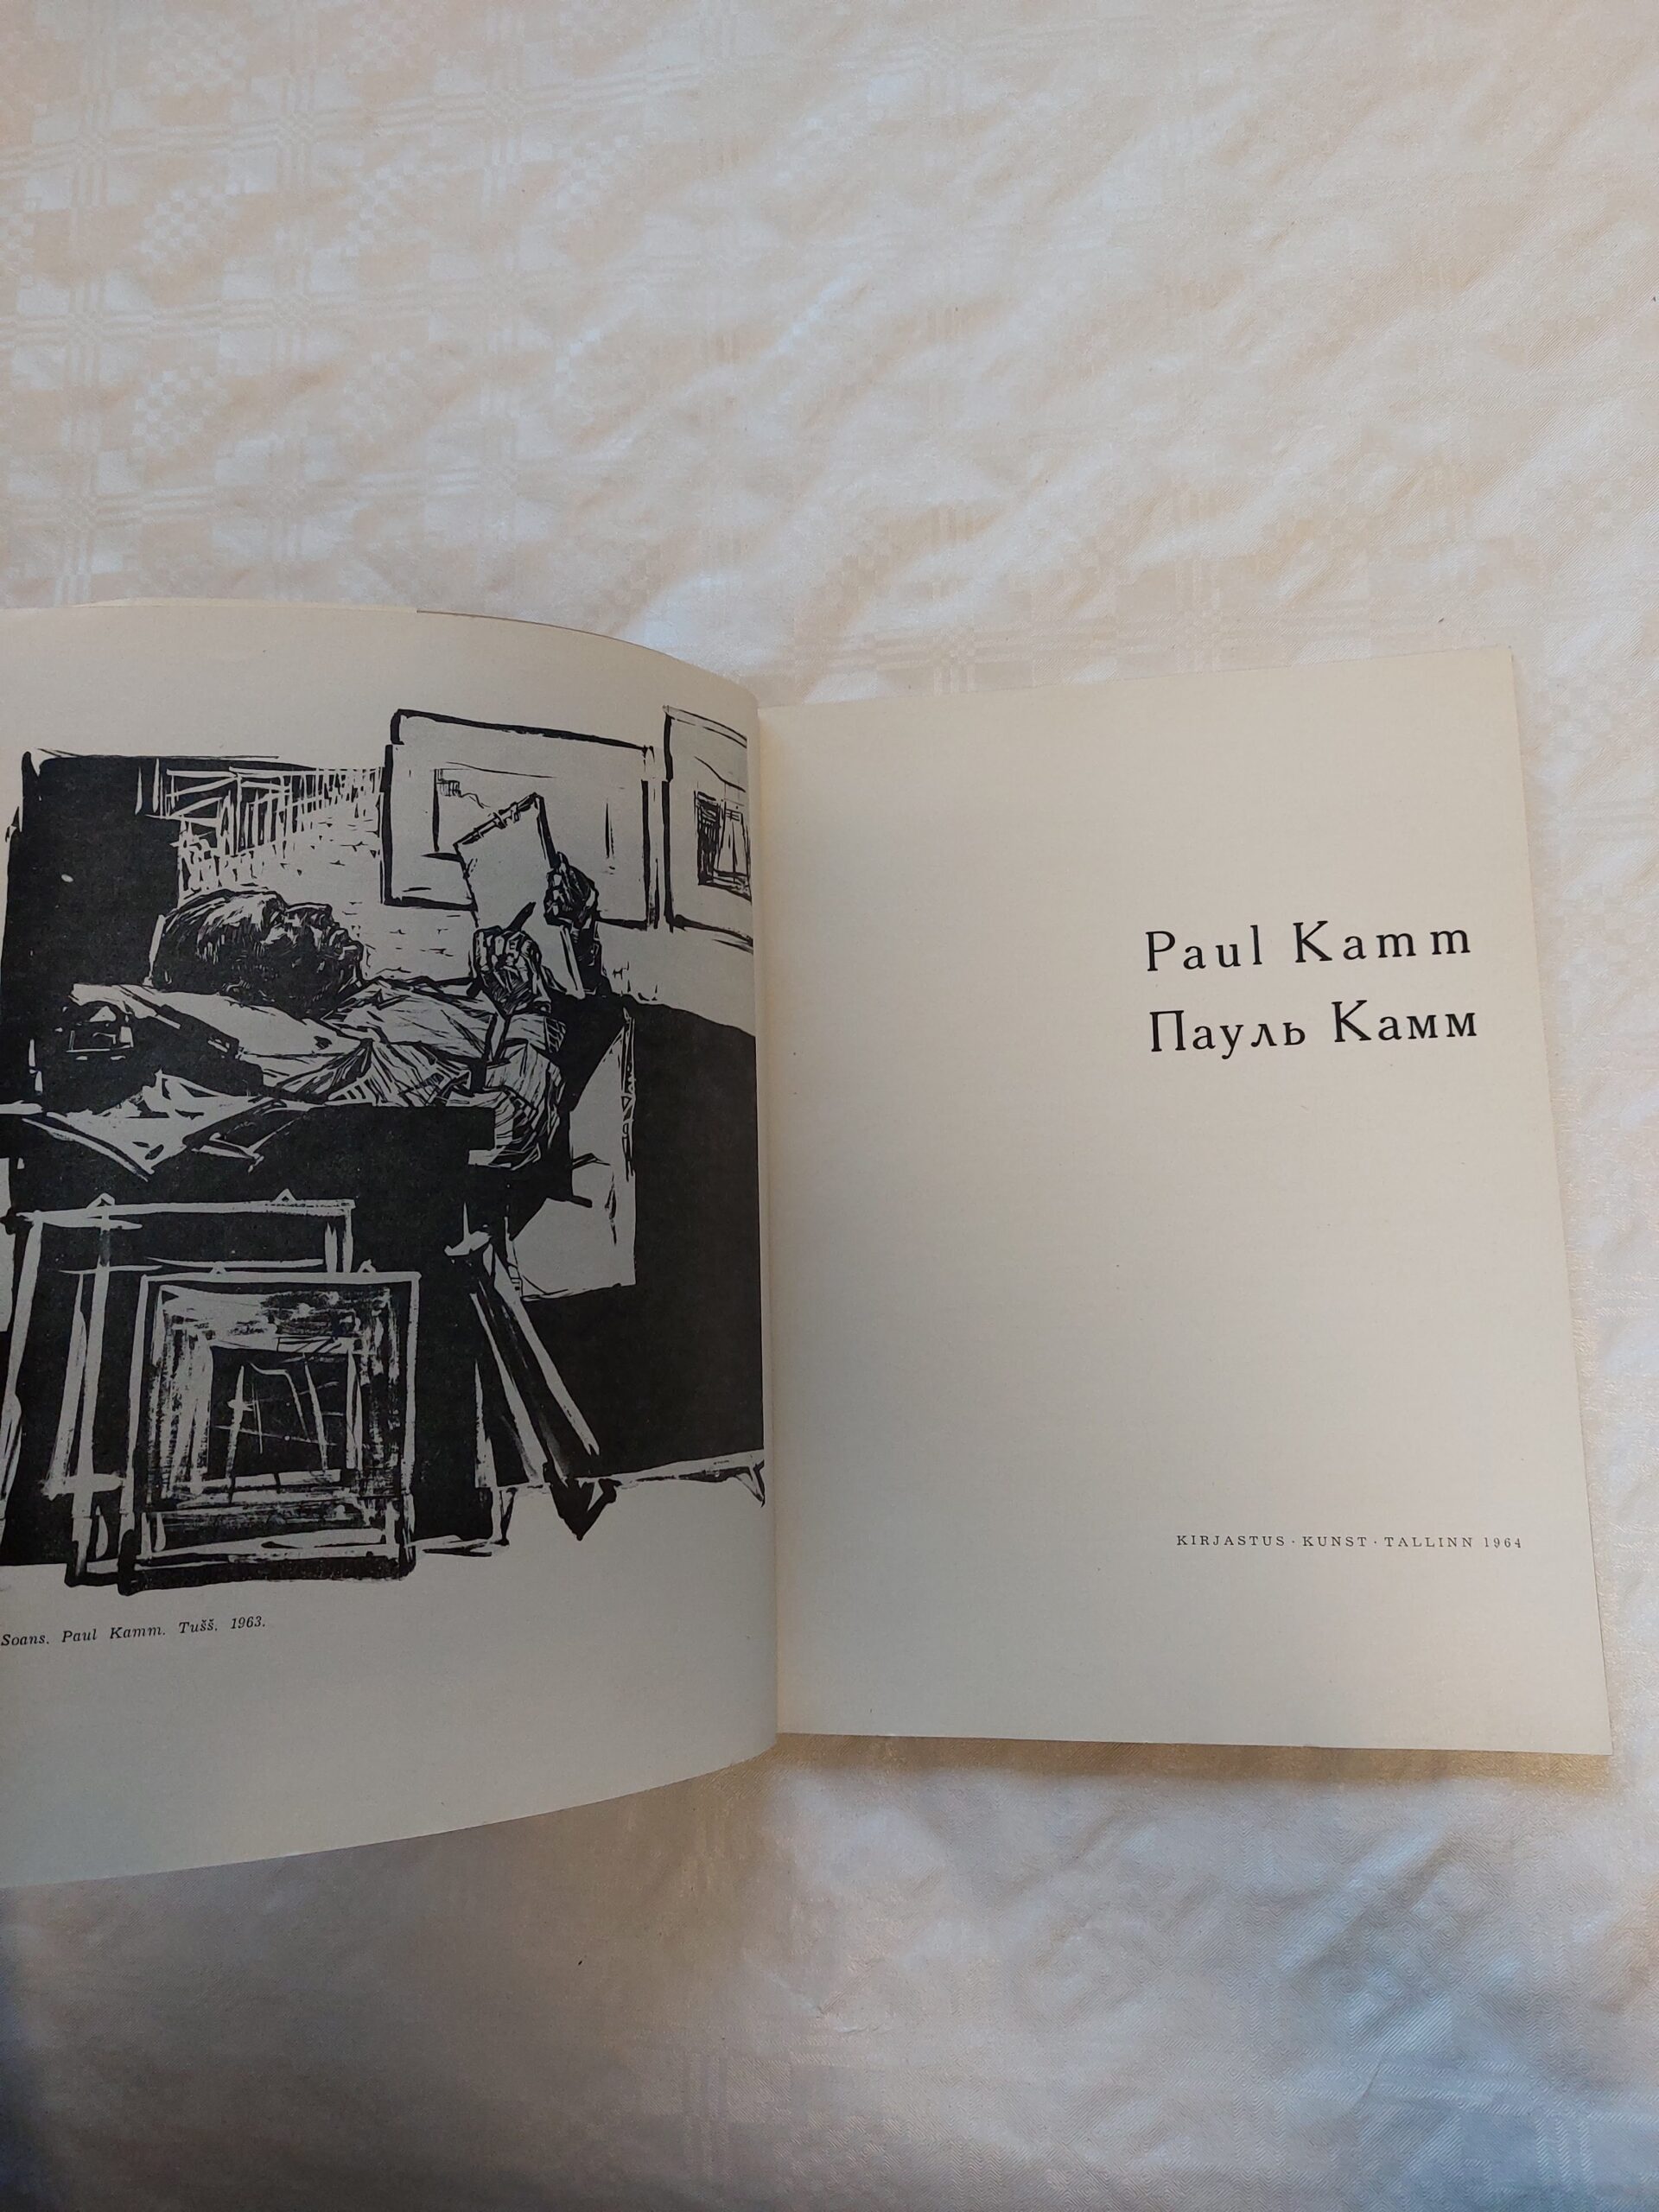 Soans. Paul Kamm. Tušš. 1963.
Paul Kamm
Пауль Камм
KIRJASTUS · KUNST · TALLINN 1964